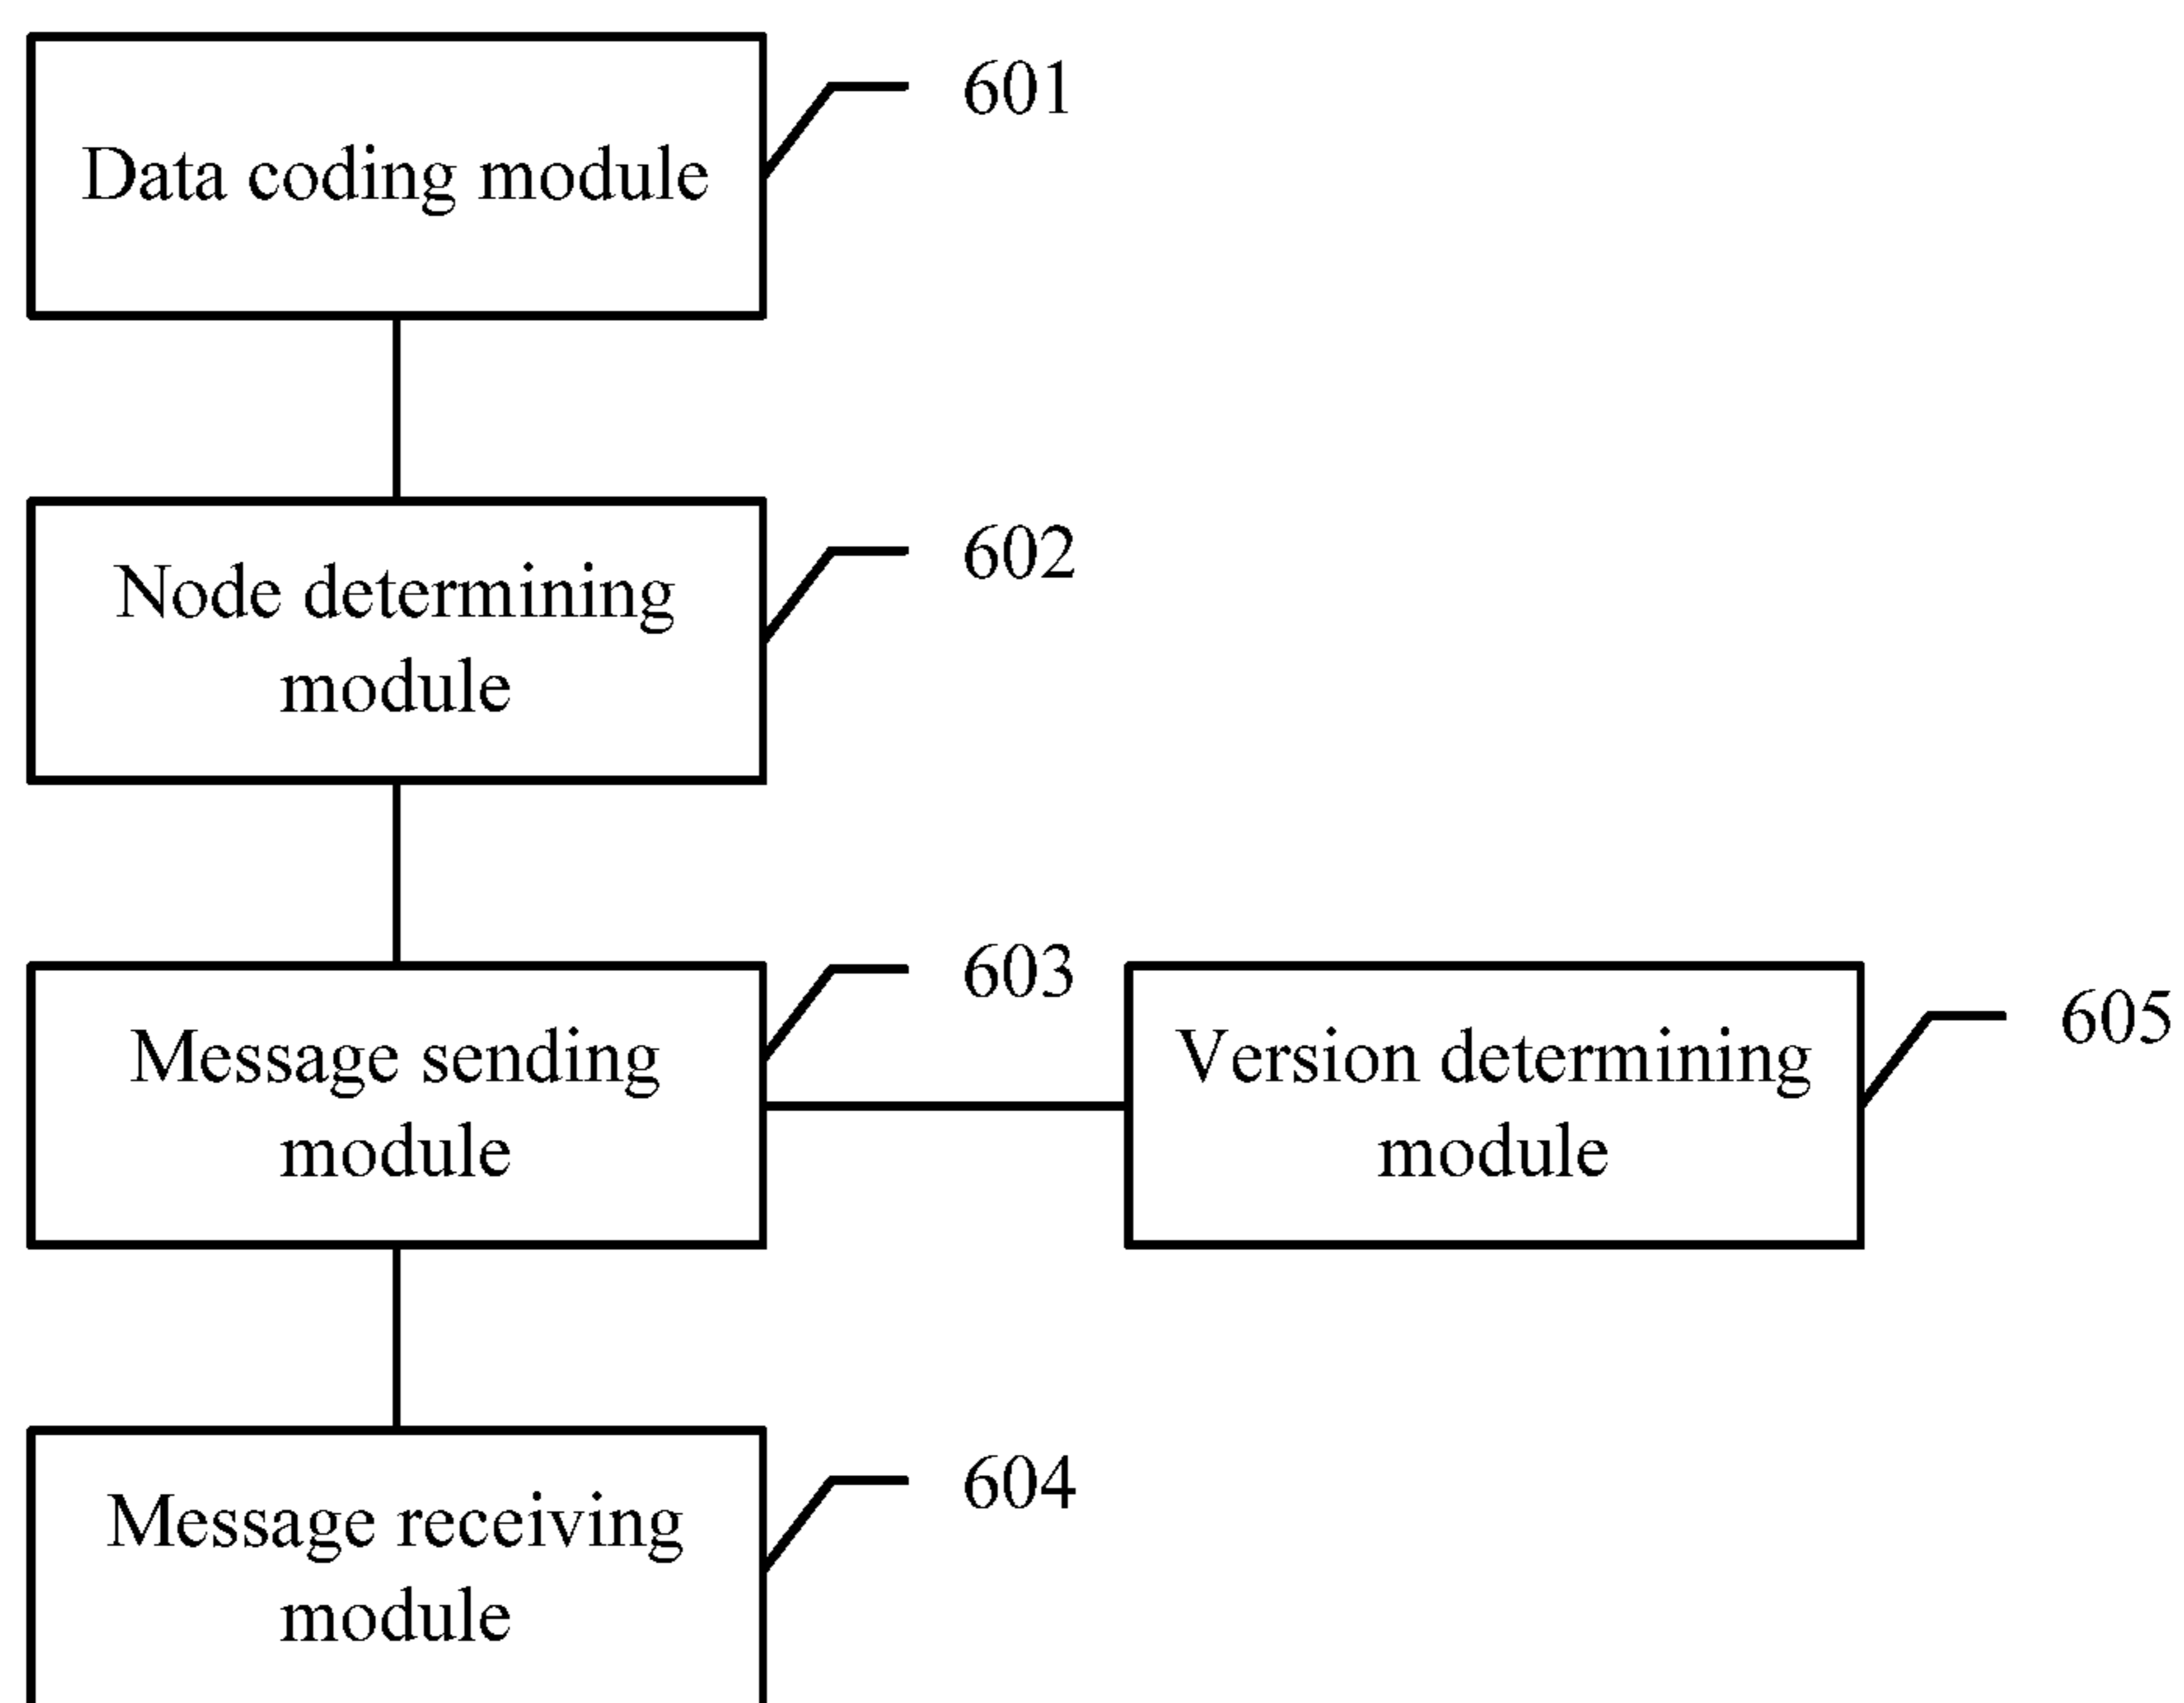 Data coding module
601
Node determining
module
602
Message sending
module
603
Version determining
module
605
Message receiving
module
604